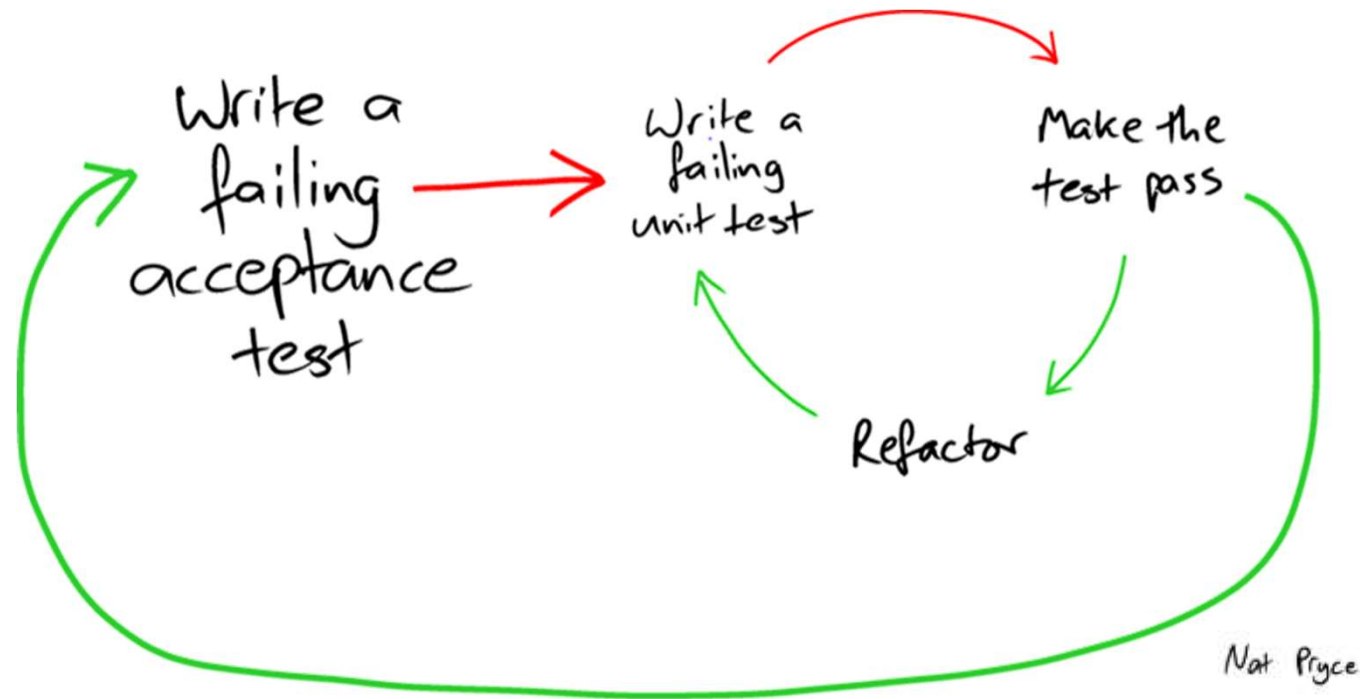 Write a
failing
acceptance
test
Write a
failing
unit test
Make the
test pass
Refactor
Nat Pryce